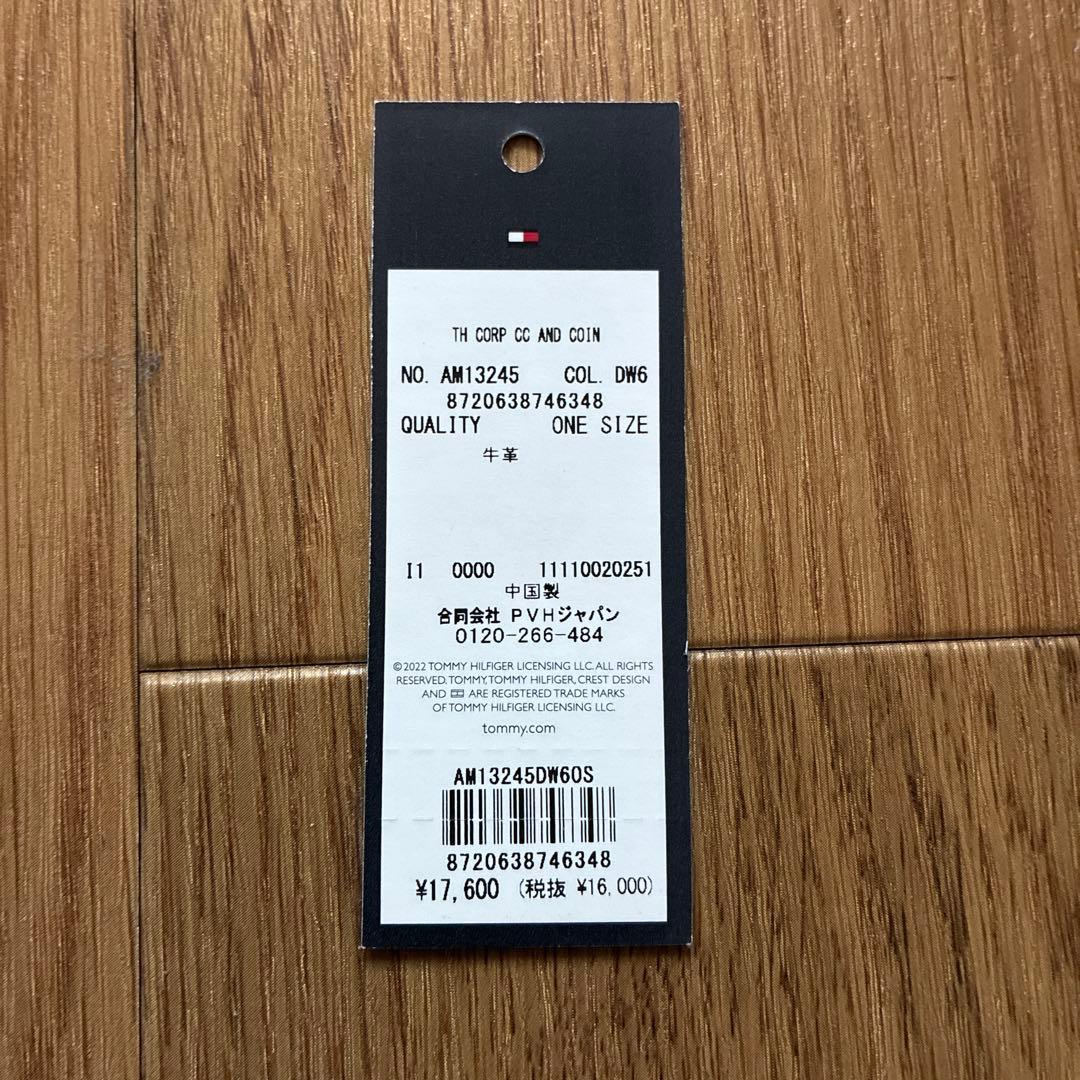 TH CORP CC AND COIN
NO. AM13245 COL. DW6
8720638746348
QUALITY ONE SIZE
牛革
I1 0000 11110020251
中国製
合同会社 PVHジャパン
0120-266-484
©2022 TOMMY HILFIGER LICENSING LLC. ALL RIGHTS
RESERVED. TOMMY, TOMMY HILFIGER, CREST DESIGN
AND ARE REGISTERED TRADE MARKS
OF TOMMY HILFIGER LICENSING LLC.
tommy.com
AM13245DW6OS
8720638746348
¥17,600 (税抜 ¥16,000)